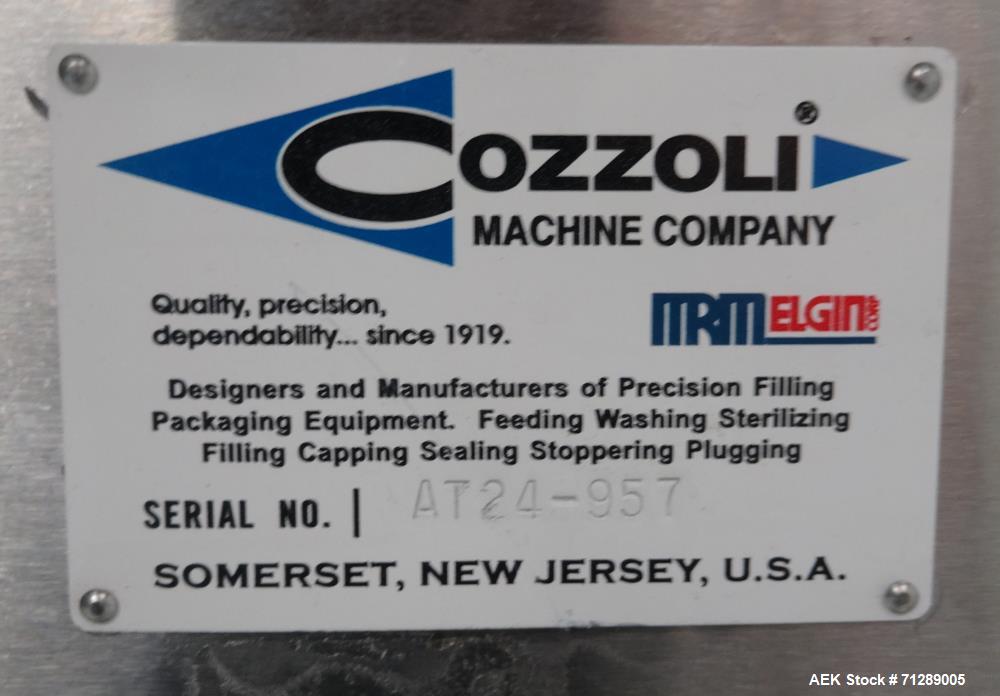 COZZOLI®
MACHINE COMPANY
Quality, precision,
dependability... since 1919.
MRM ELGIN CORP
Designers and Manufacturers of Precision Filling
Packaging Equipment. Feeding Washing Sterilizing
Filling Capping Sealing Stoppering Plugging
SERIAL NO. | AT24-957
SOMERSET, NEW JERSEY, U.S.A.
AEK Stock # 71289005